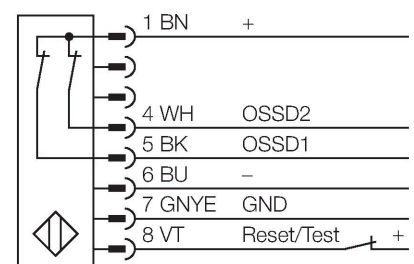 1 BN +
4 WH OSSD2
5 BK OSSD1
6 BU –
7 GNYE GND
8 VT Reset/Test +